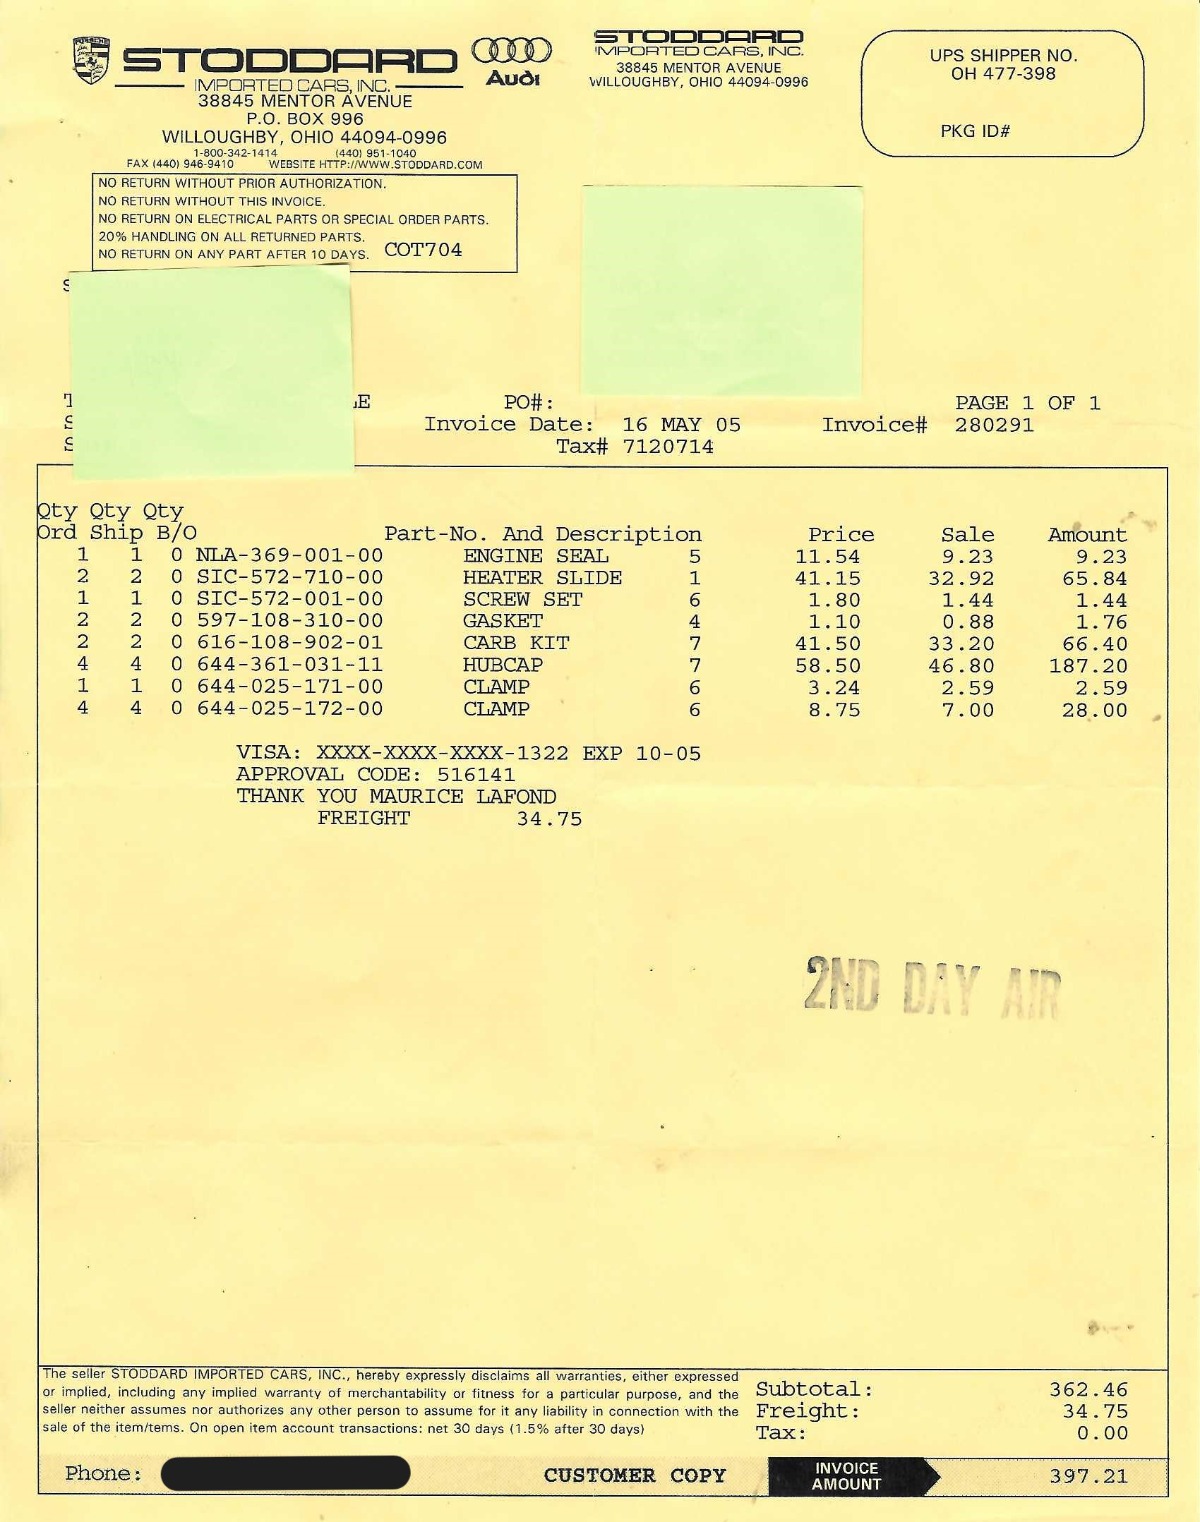 STODDARD
IMPORTED CARS, INC.
38845 MENTOR AVENUE
P.O. BOX 996
WILLOUGHBY, OHIO 44094-0996
1-800-342-1414 (440) 951-1040
FAX (440) 946-9410 WEBSITE HTTP://WWW.STODDARD.COM
Audi
STODDARD
IMPORTED CARS, INC.
38845 MENTOR AVENUE
WILLOUGHBY, OHIO 44094-0996
UPS SHIPPER NO.
OH 477-398
PKG ID#
NO RETURN WITHOUT PRIOR AUTHORIZATION.
NO RETURN WITHOUT THIS INVOICE.
NO RETURN ON ELECTRICAL PARTS OR SPECIAL ORDER PARTS.
20% HANDLING ON ALL RETURNED PARTS.
NO RETURN ON ANY PART AFTER 10 DAYS. COT704
PO#: PAGE 1 OF 1
Invoice Date: 16 MAY 05 Invoice# 280291
Tax# 7120714
Qty Qty Qty
Ord Ship B/O Part-No. And Description Price Sale Amount
1 1 0 NLA-369-001-00 ENGINE SEAL 5 11.54 9.23 9.23
2 2 0 SIC-572-710-00 HEATER SLIDE 1 41.15 32.92 65.84
1 1 0 SIC-572-001-00 SCREW SET 6 1.80 1.44 1.44
2 2 0 597-108-310-00 GASKET 4 1.10 0.88 1.76
2 2 0 616-108-902-01 CARB KIT 7 41.50 33.20 66.40
4 4 0 644-361-031-11 HUBCAP 7 58.50 46.80 187.20
1 1 0 644-025-171-00 CLAMP 6 3.24 2.59 2.59
4 4 0 644-025-172-00 CLAMP 6 8.75 7.00 28.00
VISA: XXXX-XXXX-XXXX-1322 EXP 10-05
APPROVAL CODE: 516141
THANK YOU MAURICE LAFOND
FREIGHT 34.75
2ND DAY AIR
The seller STODDARD IMPORTED CARS, INC., hereby expressly disclaims all warranties, either expressed
or implied, including any implied warranty of merchantability or fitness for a particular purpose, and the
seller neither assumes nor authorizes any other person to assume for it any liability in connection with the
sale of the item/tems. On open item account transactions: net 30 days (1.5% after 30 days)
Subtotal: 362.46
Freight: 34.75
Tax: 0.00
Phone: CUSTOMER COPY
INVOICE
AMOUNT
397.21